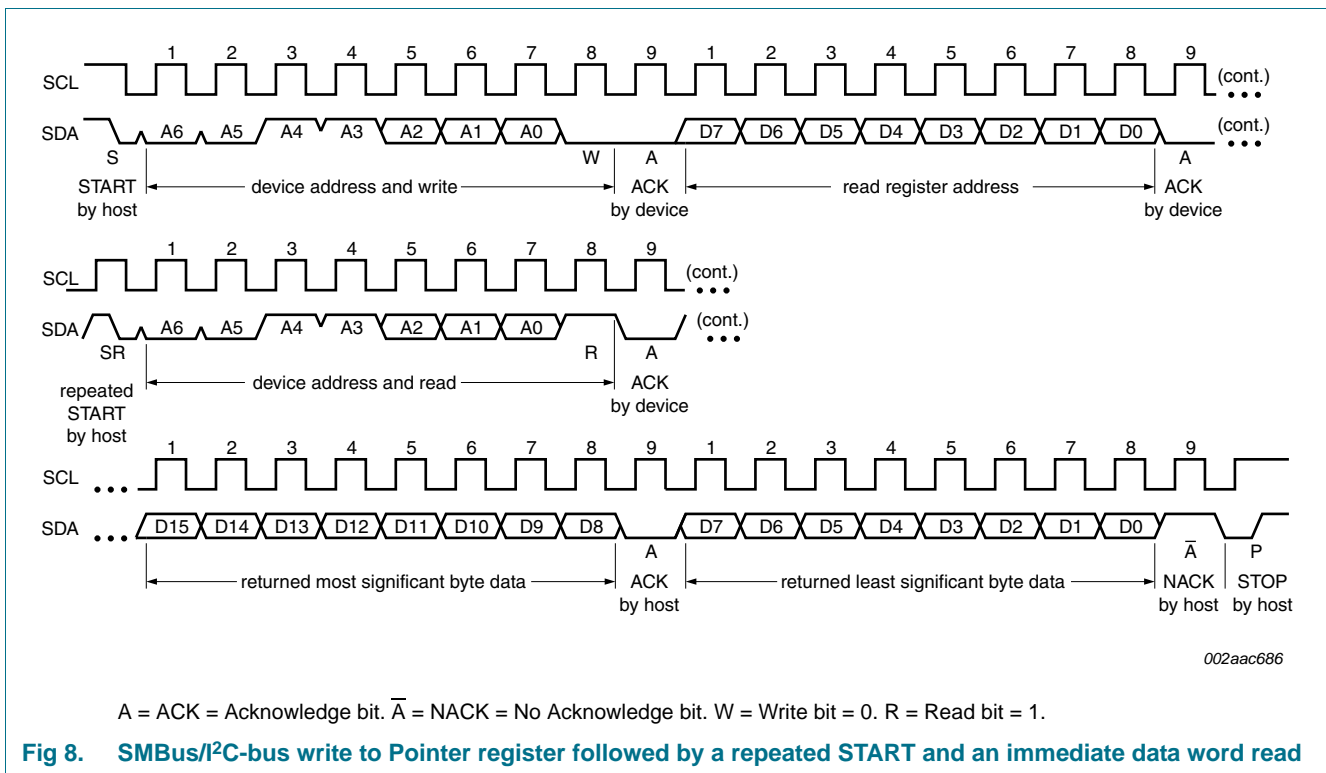 1 2 3 4 5 6 7 8 9 1 2 3 4 5 6 7 8 9
SCL (cont.)
SDA A6 A5 A4 A3 A2 A1 A0 D7 D6 D5 D4 D3 D2 D1 D0 (cont.)
S W A A
START device address and write ACK read register address ACK
by host by device by device
1 2 3 4 5 6 7 8 9
SCL (cont.)
SDA A6 A5 A4 A3 A2 A1 A0 (cont.)
SR R A
repeated device address and read ACK
START by device
by host
1 2 3 4 5 6 7 8 9 1 2 3 4 5 6 7 8 9
SCL
SDA D15 D14 D13 D12 D11 D10 D9 D8 D7 D6 D5 D4 D3 D2 D1 D0
A A̅ P
returned most significant byte data ACK returned least significant byte data NACK STOP
by host by host by host
002aac686
A = ACK = Acknowledge bit. A̅ = NACK = No Acknowledge bit. W = Write bit = 0. R = Read bit = 1.
Fig 8. SMBus/I²C-bus write to Pointer register followed by a repeated START and an immediate data word read